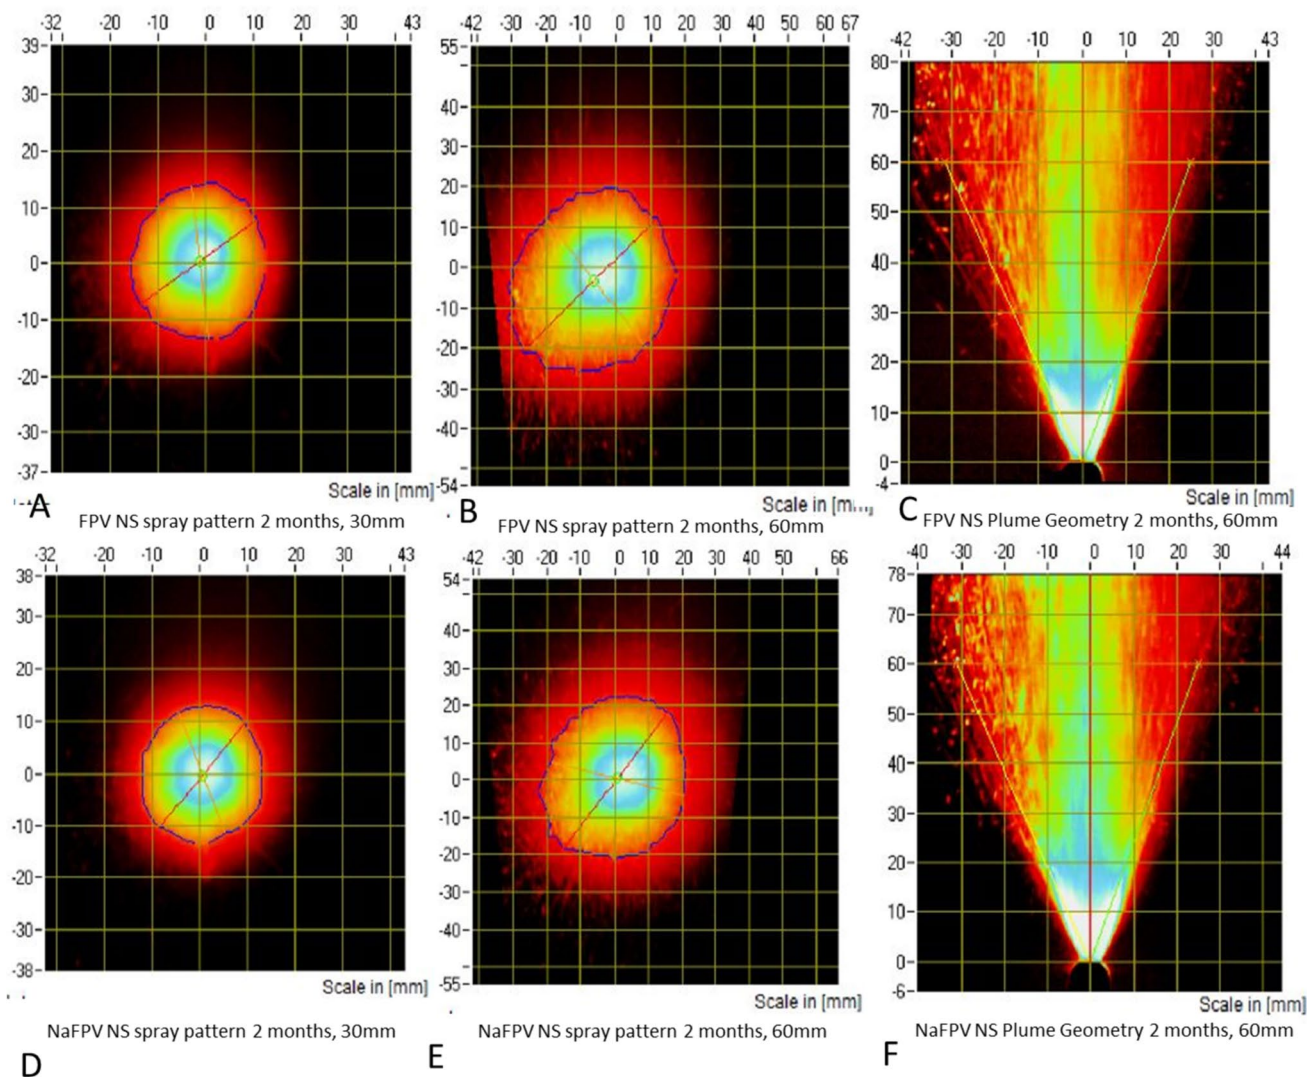 -32 -20 -10 0 10 20 30 43
39
30
20
10
0
-10
-20
-30
-37
Scale in [mm]
A
FPV NS spray pattern 2 months, 30mm
-42 -30 -20 -10 0 10 20 30 40 60 67
55
40
30
20
10
0
-10
-20
-30
-40
-54
B
FPV NS spray pattern 2 months, 60mm
-42 -30 -20 -10 0 10 20 30 43
80
70
60
50
40
30
20
10
0
-4
Scale in [mm]
C
FPV NS Plume Geometry 2 months, 60mm
-32 -20 -10 0 10 20 30 43
38
30
20
10
0
-10
-20
-30
-38
Scale in [mm]
NaFPV NS spray pattern 2 months, 30mm
D
-42 -30 -20 -10 0 10 20 30 40 50 66
54
40
30
20
10
0
-10
-20
-30
-40
-55
Scale in [mm]
NaFPV NS spray pattern 2 months, 60mm
E
-40 -30 -20 -10 0 10 20 30 44
78
70
60
50
40
30
20
10
0
-6
Scale in [mm]
NaFPV NS Plume Geometry 2 months, 60mm
F